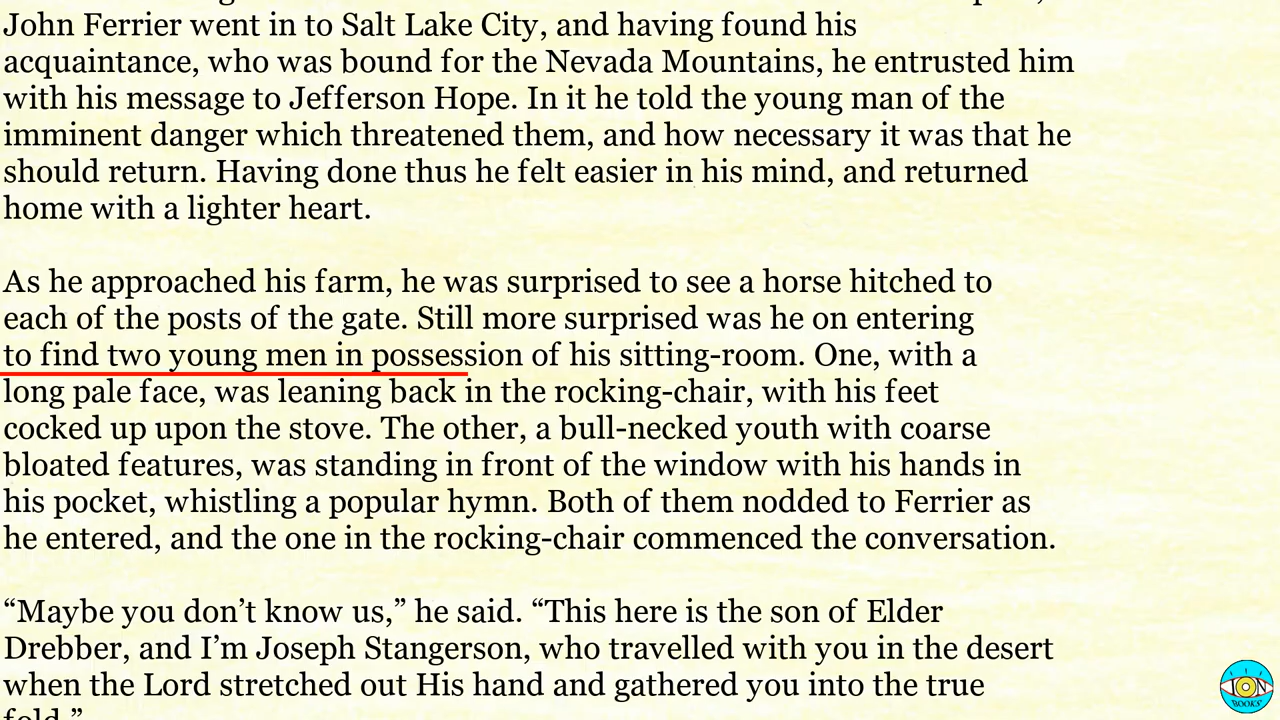 John Ferrier went in to Salt Lake City, and having found his
acquaintance, who was bound for the Nevada Mountains, he entrusted him
with his message to Jefferson Hope. In it he told the young man of the
imminent danger which threatened them, and how necessary it was that he
should return. Having done thus he felt easier in his mind, and returned
home with a lighter heart.
As he approached his farm, he was surprised to see a horse hitched to
each of the posts of the gate. Still more surprised was he on entering
to find two young men in possession of his sitting-room. One, with a
long pale face, was leaning back in the rocking-chair, with his feet
cocked up upon the stove. The other, a bull-necked youth with coarse
bloated features, was standing in front of the window with his hands in
his pocket, whistling a popular hymn. Both of them nodded to Ferrier as
he entered, and the one in the rocking-chair commenced the conversation.
“Maybe you don’t know us,” he said. “This here is the son of Elder
Drebber, and I’m Joseph Stangerson, who travelled with you in the desert
when the Lord stretched out His hand and gathered you into the true
fold.”
ION
BOOKS